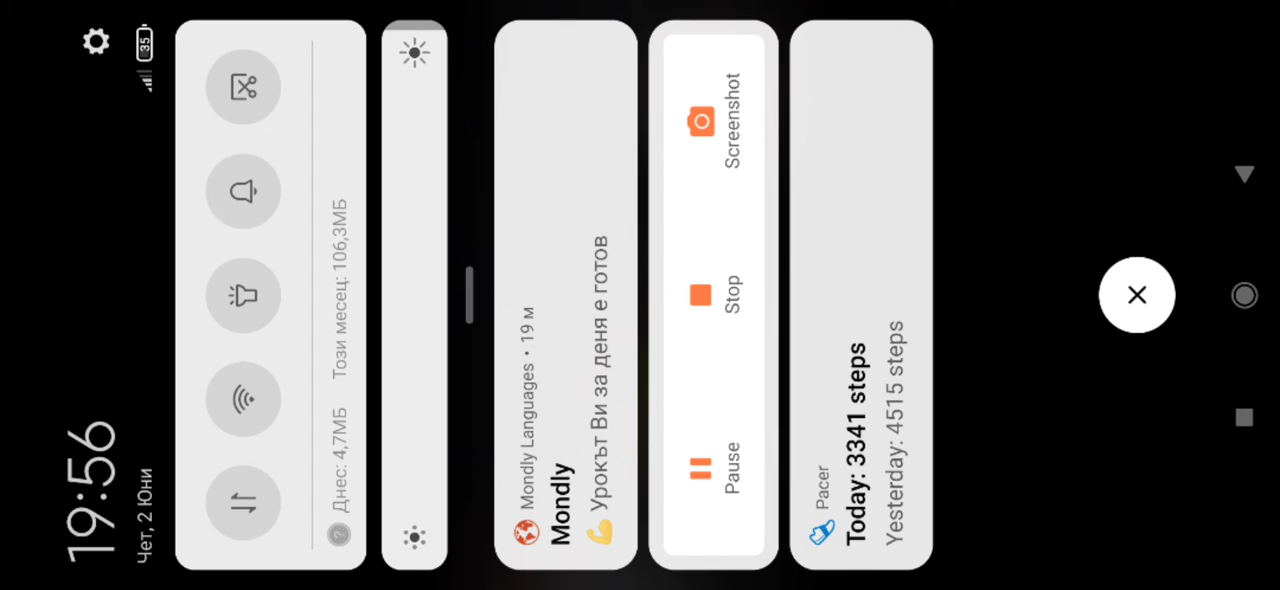 19:56
Чет, 2 Юни
35
Днес: 4,7МБ Този месец: 106,3МБ
Mondly Languages • 19 м
Mondly
💪 Урокът Ви за деня е готов
Pause Stop Screenshot
Pacer
Today: 3341 steps
Yesterday: 4515 steps